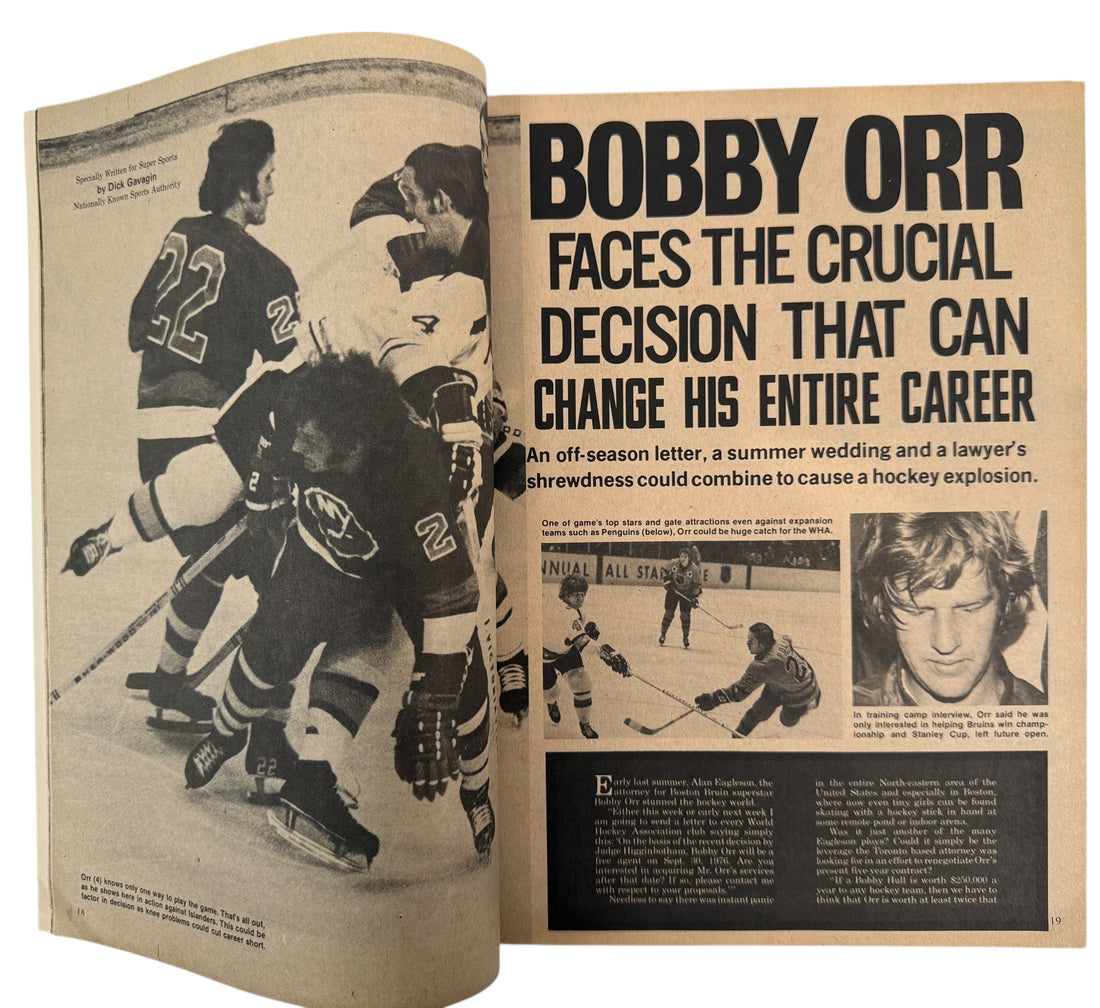 Specially Written for Super Sports
by Dick Gavagin
Nationally Known Sports Authority
22
2
4
2
2
22
SHER-WOOD
Orr (4) knows only one way to play the game. That's all out,
as he shows here in action against Islanders. This could be
factor in decision as knee problems could cut career short.
18
BOBBY ORR
FACES THE CRUCIAL
DECISION THAT CAN
CHANGE HIS ENTIRE CAREER
An off-season letter, a summer wedding and a lawyer's
shrewdness could combine to cause a hockey explosion.
One of game's top stars and gate attractions even against expansion
teams such as Penguins (below), Orr could be huge catch for the WHA.
NNUAL ALL STAR
4
2
In training camp interview, Orr said he was
only interested in helping Bruins win champ-
ionship and Stanley Cup, left future open.
Early last summer, Alan Eagleson, the
attorney for Boston Bruin superstar
Bobby Orr stunned the hockey world.
"Either this week or early next week I
am going to send a letter to every World
Hockey Association club saying simply
this: 'On the basis of the recent decision by
Judge Higginbotham, Bobby Orr will be a
free agent on Sept. 30, 1976. Are you
interested in acquiring Mr. Orr's services
after that date? If so, please contact me
with respect to your proposals.'"
Needless to say there was instant panic
in the entire North-eastern area of the
United States and especially in Boston,
where now even tiny girls can be found
skating with a hockey stick in hand at
some remote pond or indoor arena.
Was it just another of the many
Eagleson ploys? Could it simply be the
leverage the Toronto based attorney was
looking for in an effort to renegotiate Orr's
present five-year contract?
"If a Bobby Hull is worth $250,000 a
year to any hockey team, then we have to
think that Orr is worth at least twice that
19